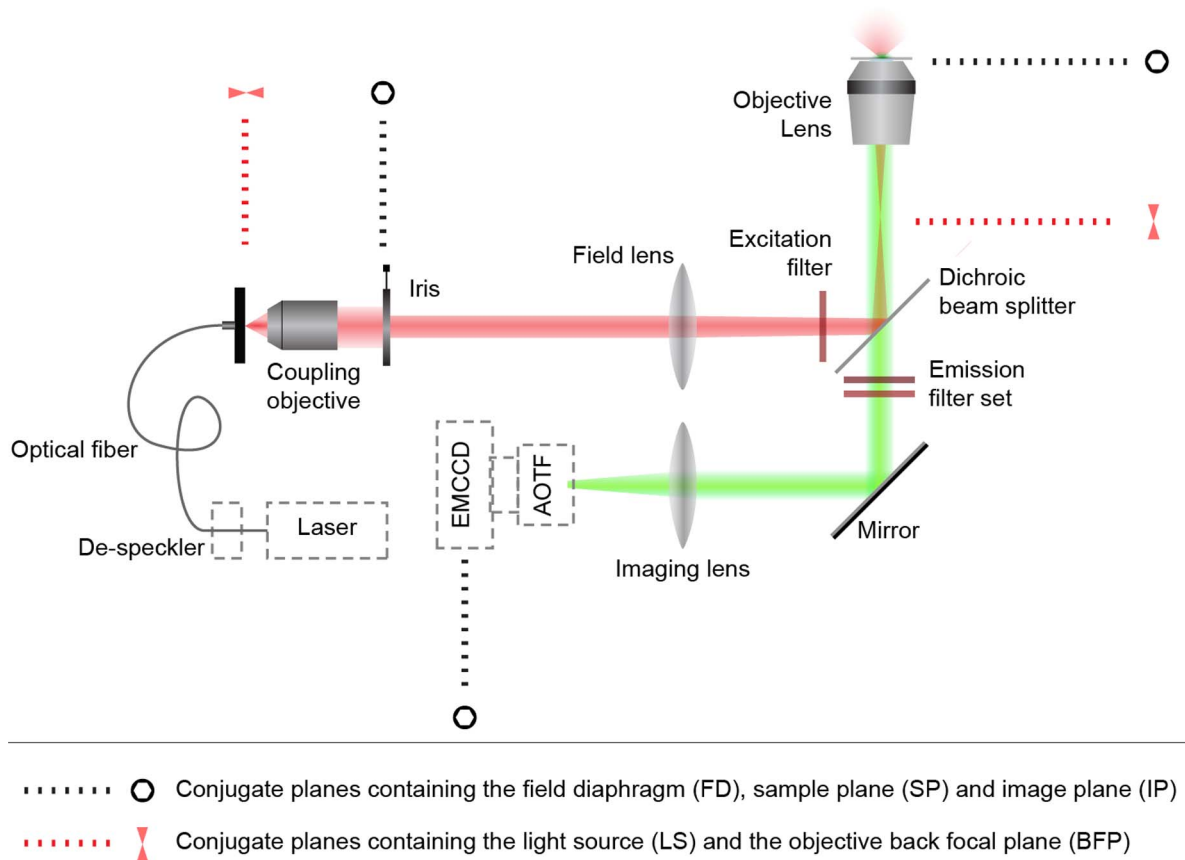 Objective
Lens
Excitation
filter
Field lens
Iris
Dichroic
beam splitter
Coupling
objective
Emission
filter set
Optical fiber
EMCCD
AOTF
Laser
De-speckler
Mirror
Imaging lens
Conjugate planes containing the field diaphragm (FD), sample plane (SP) and image plane (IP)
Conjugate planes containing the light source (LS) and the objective back focal plane (BFP)